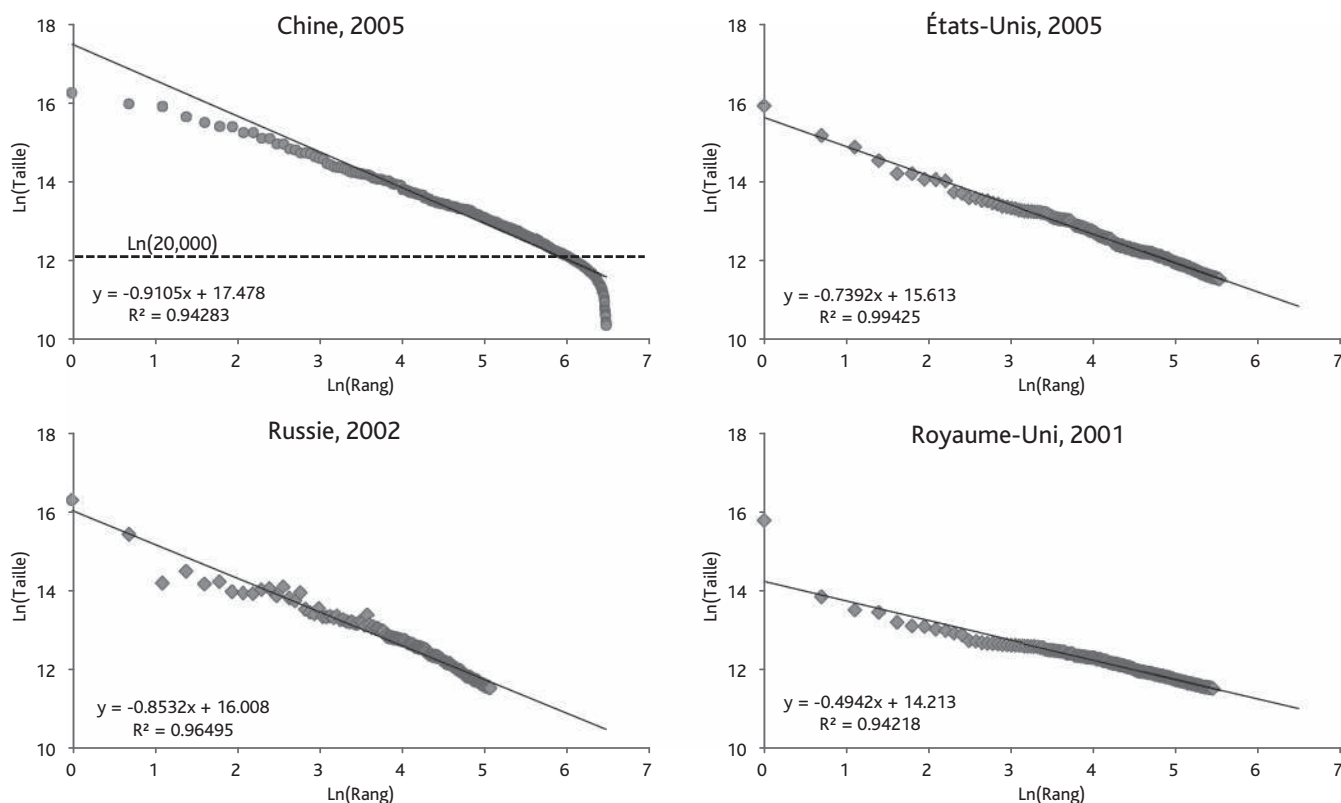 Chine, 2005
18
16
14
12
10
Ln(Taille)
Ln(20,000)
y = -0.9105x + 17.478
R² = 0.94283
0 1 2 3 4 5 6 7
Ln(Rang)
États-Unis, 2005
18
16
14
12
10
Ln(Taille)
y = -0.7392x + 15.613
R² = 0.99425
0 1 2 3 4 5 6 7
Ln(Rang)
Russie, 2002
18
16
14
12
10
Ln(Taille)
y = -0.8532x + 16.008
R² = 0.96495
0 1 2 3 4 5 6 7
Ln(Rang)
Royaume-Uni, 2001
18
16
14
12
10
Ln(Taille)
y = -0.4942x + 14.213
R² = 0.94218
0 1 2 3 4 5 6 7
Ln(Rang)